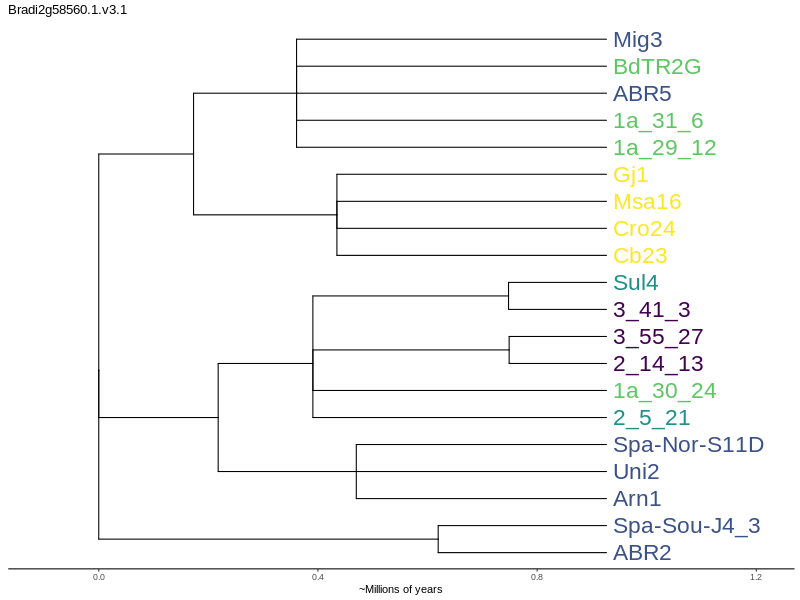 Bradi2g58560.1.v3.1
Mig3
BdTR2G
ABR5
1a_31_6
1a_29_12
Gj1
Msa16
Cro24
Cb23
Sul4
3_41_3
3_55_27
2_14_13
1a_30_24
2_5_21
Spa-Nor-S11D
Uni2
Arn1
Spa-Sou-J4_3
ABR2
0.0 0.4 0.8 1.2
~Millions of years